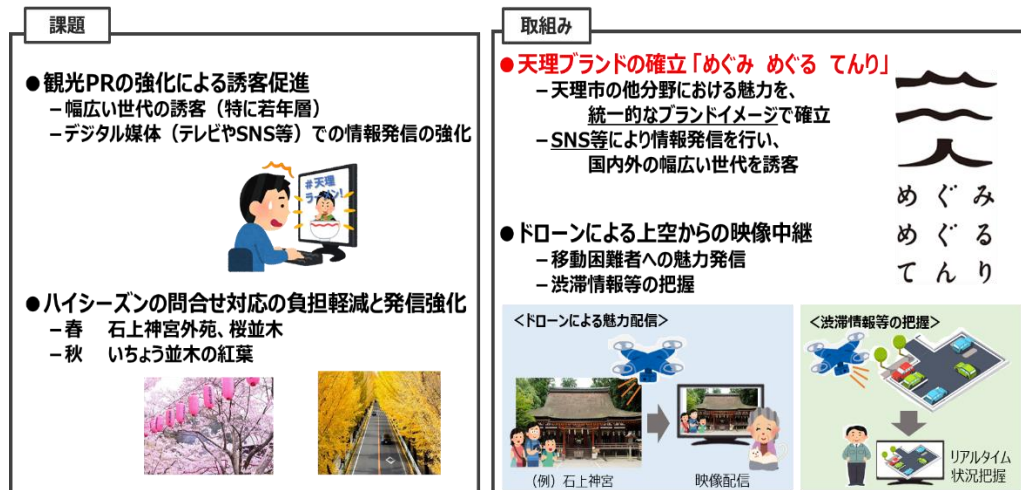 課題
●観光PRの強化による誘客促進
－幅広い世代の誘客（特に若年層）
－デジタル媒体（テレビやSNS等）での情報発信の強化
#天理
ラーメン!
●ハイシーズンの問合せ対応の負担軽減と発信強化
－春　石上神宮外苑、桜並木
－秋　いちょう並木の紅葉
取組み
●天理ブランドの確立「めぐみ めぐる てんり」
－天理市の他分野における魅力を、
統一的なブランドイメージで確立
－SNS等により情報発信を行い、
国内外の幅広い世代を誘客
めぐみ
めぐる
てんり
●ドローンによる上空からの映像中継
－移動困難者への魅力発信
－渋滞情報等の把握
＜ドローンによる魅力配信＞
（例）石上神宮
映像配信
＜渋滞情報等の把握＞
リアルタイム
状況把握